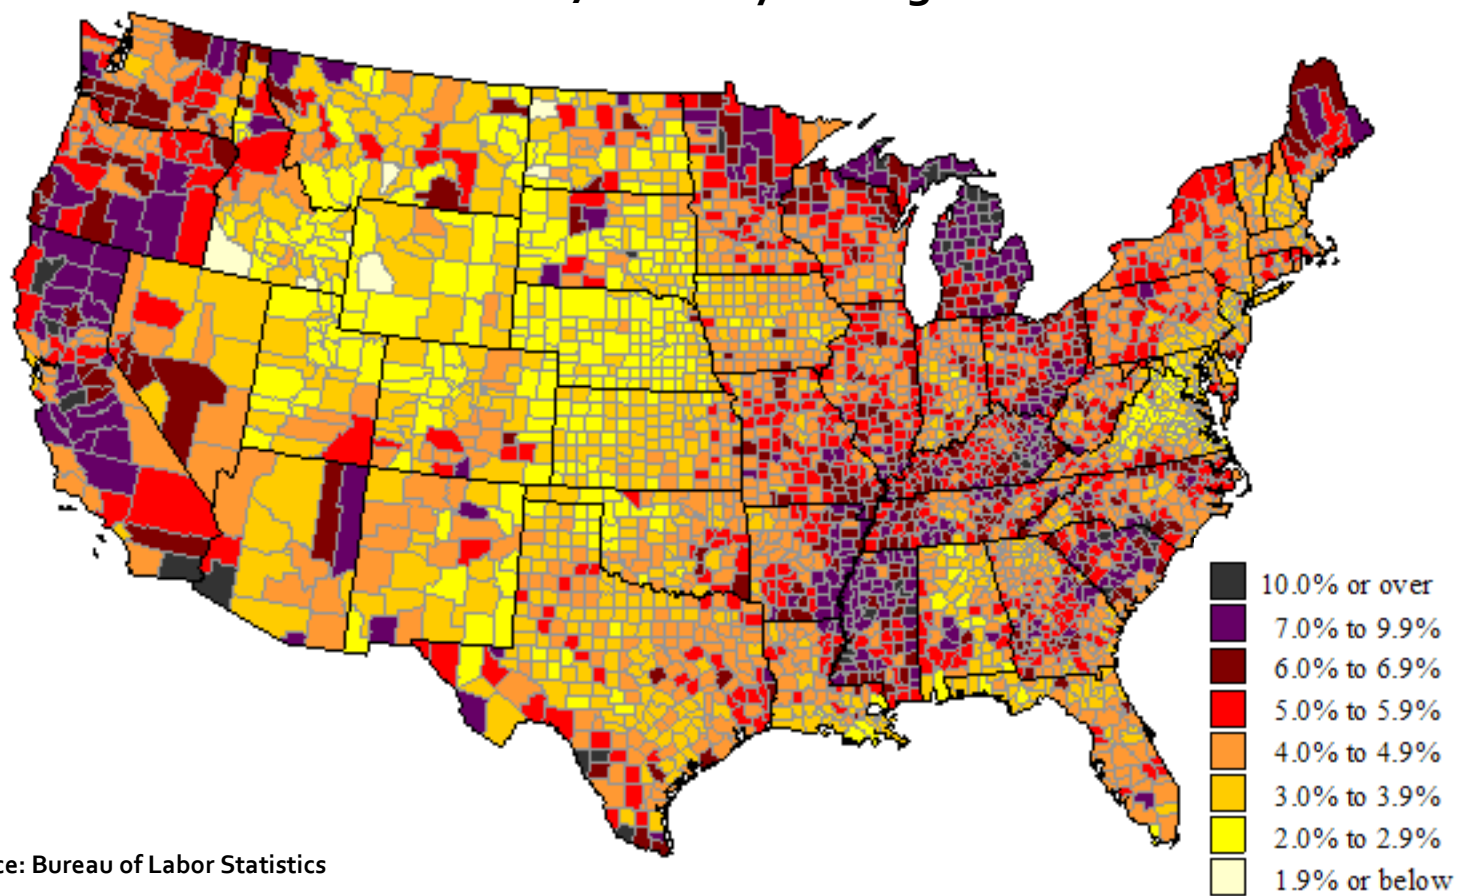 10.0% or over
7.0% to 9.9%
6.0% to 6.9%
5.0% to 5.9%
4.0% to 4.9%
3.0% to 3.9%
2.0% to 2.9%
1.9% or below
ce: Bureau of Labor Statistics